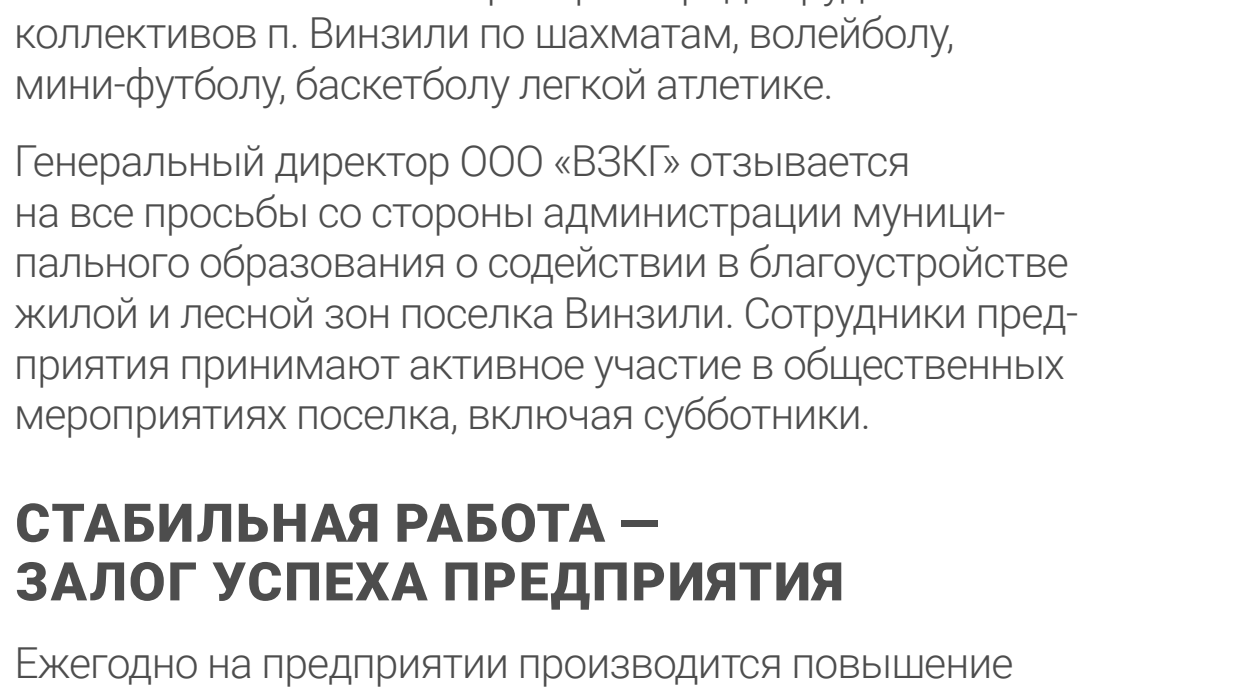 коллективов п. Винзили по шахматам, волейболу,
мини-футболу, баскетболу легкой атлетике.
Генеральный директор ООО «ВЗКГ» отзывается
на все просьбы со стороны администрации муници-
пального образования о содействии в благоустройстве
жилой и лесной зон поселка Винзили. Сотрудники пред-
приятия принимают активное участие в общественных
мероприятиях поселка, включая субботники.
СТАБИЛЬНАЯ РАБОТА —
ЗАЛОГ УСПЕХА ПРЕДПРИЯТИЯ
Ежегодно на предприятии производится повышение